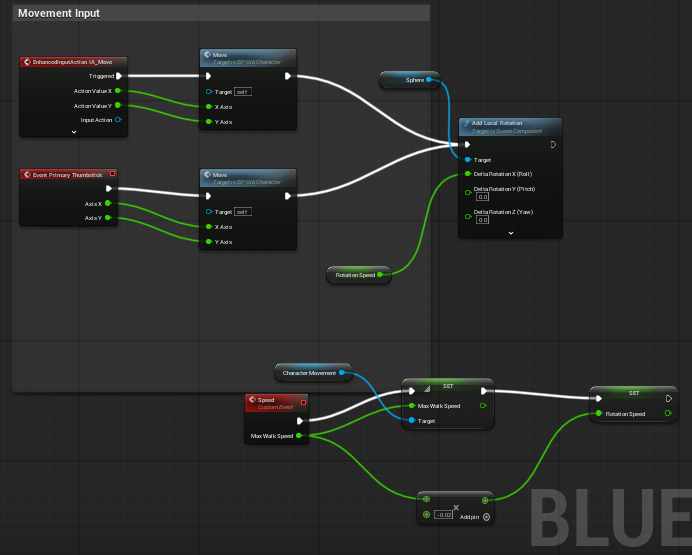 Movement Input
EnhancedInputAction IA_Move
Triggered
Action Value X
Action Value Y
Input Action
Move
Target is BP Orb Character
Target self
X Axis
Y Axis
Sphere
Add Local Rotation
Target is Scene Component
Target
Delta Rotation X (Roll)
Delta Rotation Y (Pitch)
0.0
Delta Rotation Z (Yaw)
0.0
Event Primary Thumbstick
Axis X
Axis Y
Move
Target is BP Orb Character
Target self
X Axis
Y Axis
Rotation Speed
Character Movement
Speed
Custom Event
Max Walk Speed
SET
Max Walk Speed
Target
SET
Rotation Speed
-0.02
Add pin
BLUE